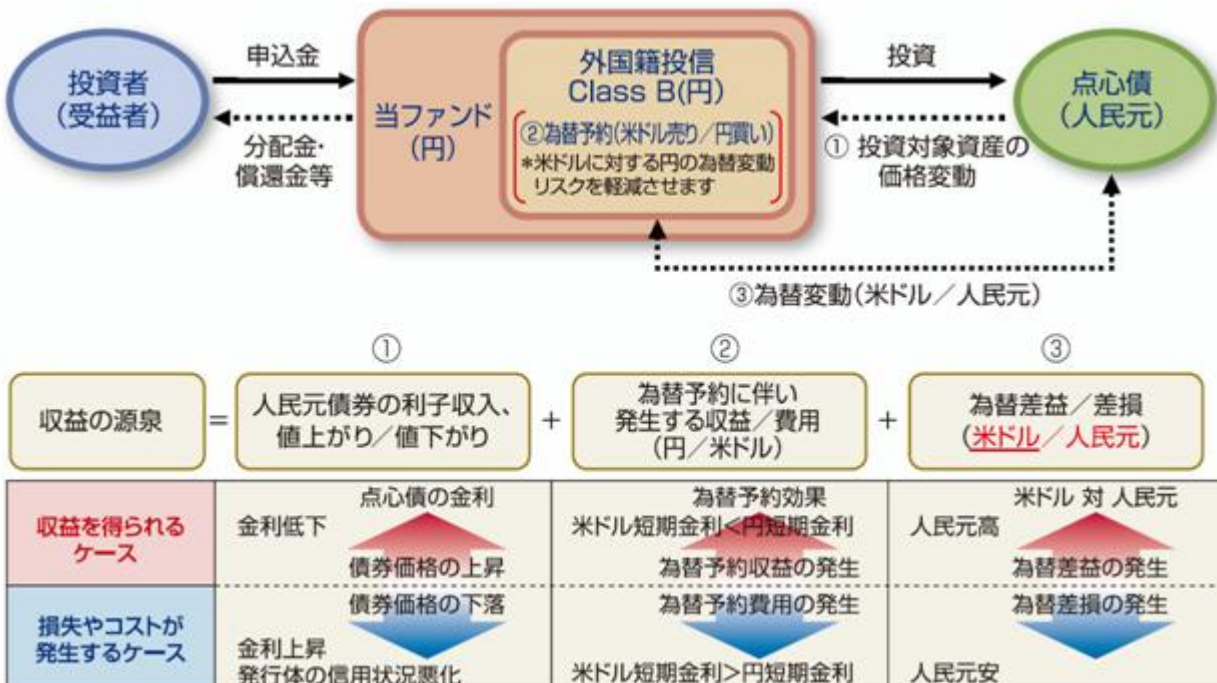 投資者
(受益者)
申込金
分配金・
償還金等
当ファンド
(円)
外国籍投信
Class B(円)
②為替予約(米ドル売り／円買い)
*米ドルに対する円の為替変動
リスクを軽減させます
投資
① 投資対象資産の
価格変動
点心債
(人民元)
③為替変動(米ドル／人民元)
①
②
③
収益の源泉
=
人民元債券の利子収入、
値上がり／値下がり
+
為替予約に伴い
発生する収益／費用
(円／米ドル)
+
為替差益／差損
(米ドル／人民元)
収益を得られる
ケース
点心債の金利
金利低下
債券価格の上昇
為替予約効果
米ドル短期金利<円短期金利
為替予約収益の発生
米ドル 対 人民元
人民元高
為替差益の発生
損失やコストが
発生するケース
債券価格の下落
金利上昇
発行体の信用状況悪化
為替予約費用の発生
米ドル短期金利>円短期金利
為替差損の発生
人民元安